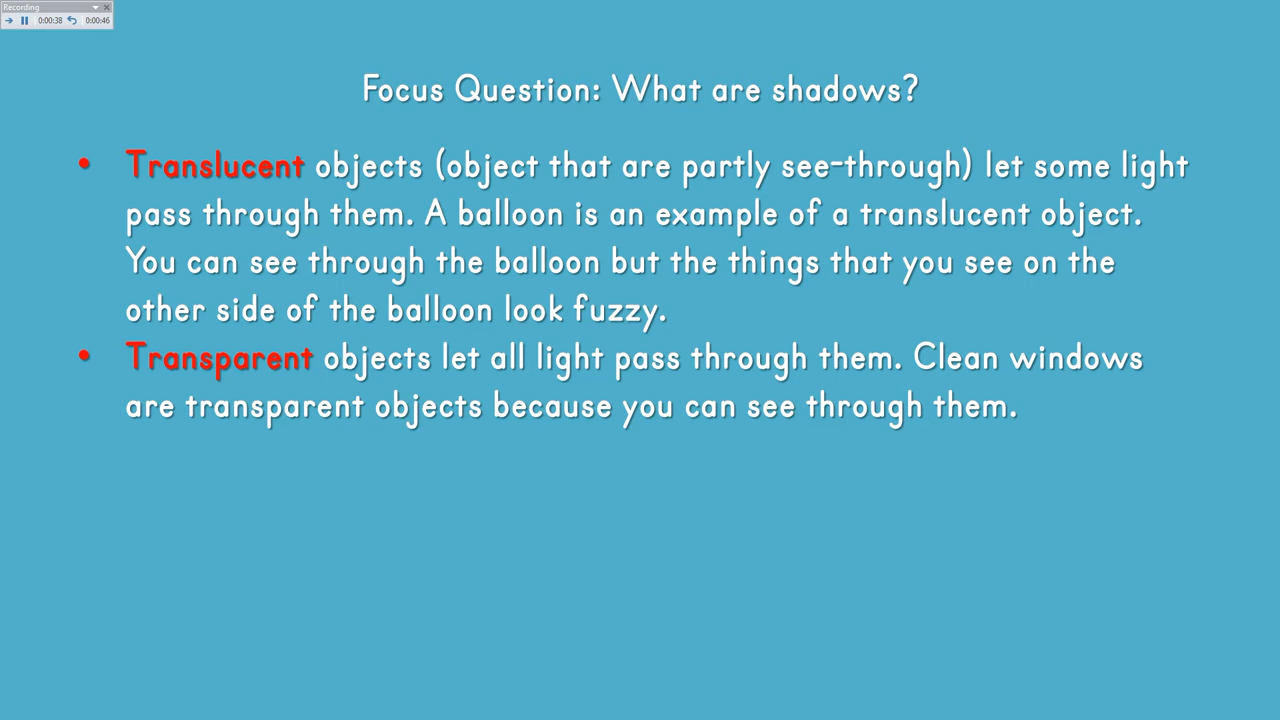 Recording
0:00:38 0:00:46
Focus Question: What are shadows?
• Translucent objects (object that are partly see-through) let some light
pass through them. A balloon is an example of a translucent object.
You can see through the balloon but the things that you see on the
other side of the balloon look fuzzy.
• Transparent objects let all light pass through them. Clean windows
are transparent objects because you can see through them.